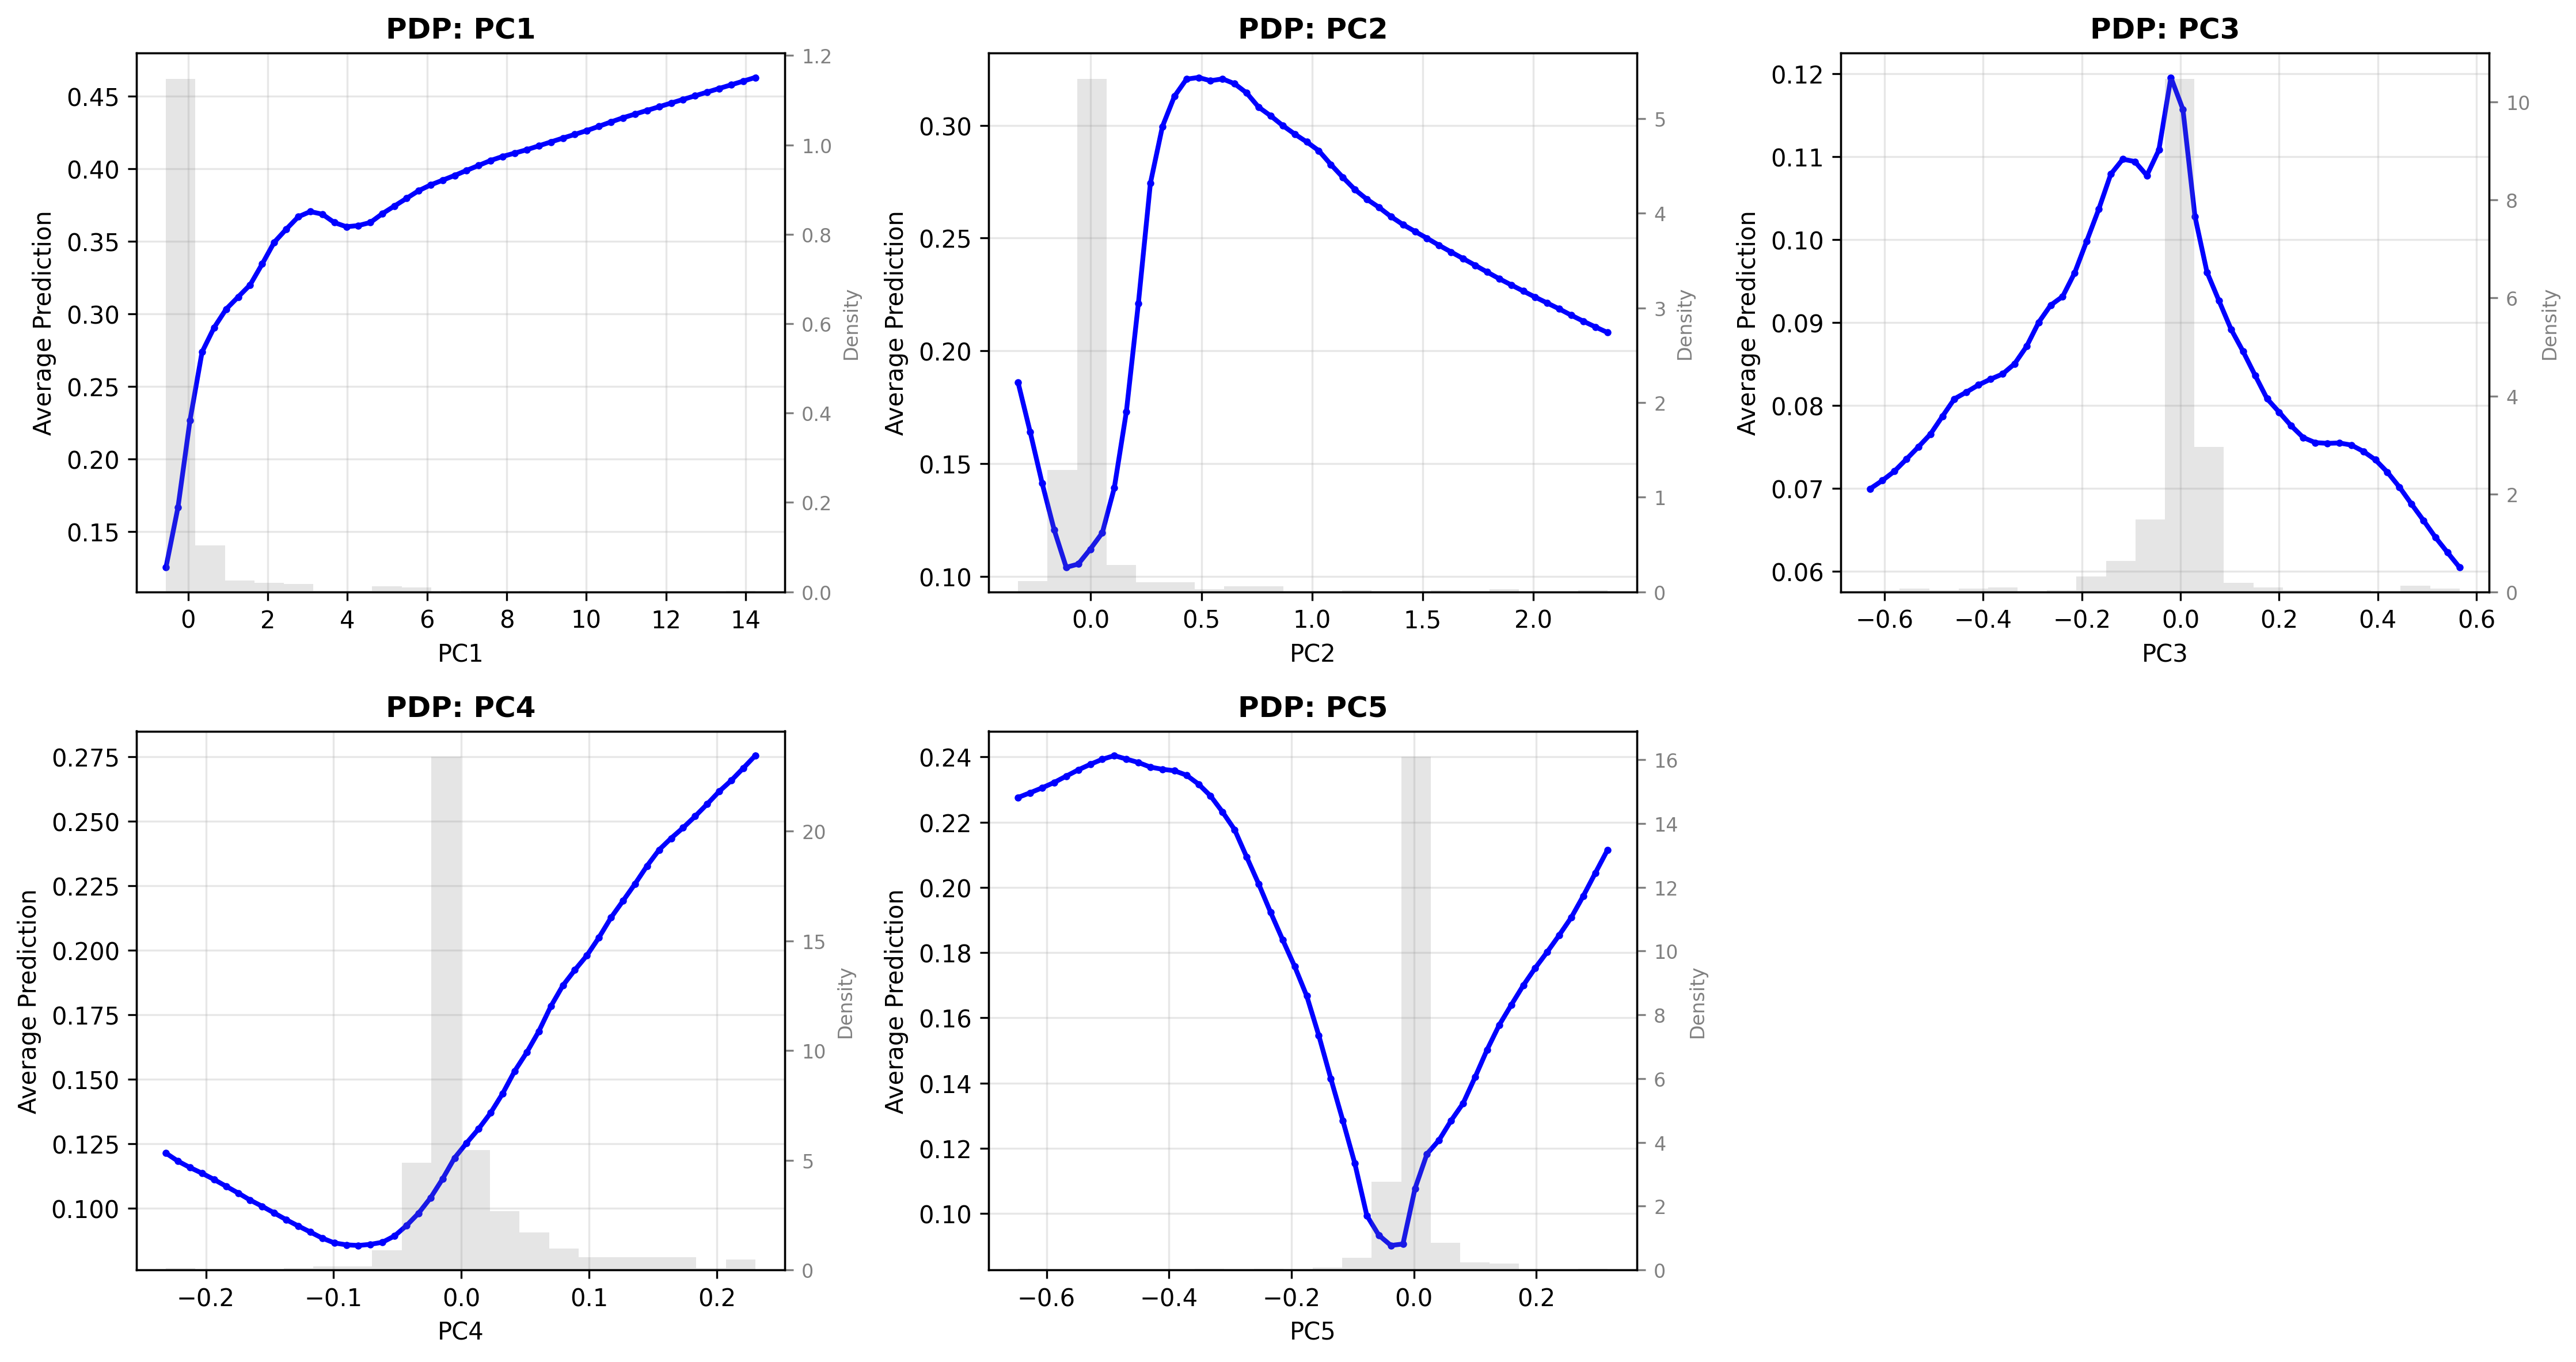 PDP: PC1
1.2
1.0
0.8
0.6
0.4
0.2
0.0
0.45
0.40
0.35
0.30
0.25
0.20
0.15
Average Prediction
Density
0 2 4 6 8 10 12 14
PC1
PDP: PC2
0.30
0.25
0.20
0.15
0.10
5
4
3
2
1
0
Average Prediction
Density
0.0 0.5 1.0 1.5 2.0
PC2
PDP: PC3
0.12
0.11
0.10
0.09
0.08
0.07
0.06
10
8
6
4
2
0
Average Prediction
Density
−0.6 −0.4 −0.2 0.0 0.2 0.4 0.6
PC3
PDP: PC4
0.275
0.250
0.225
0.200
0.175
0.150
0.125
0.100
20
15
10
5
0
Average Prediction
Density
−0.2 −0.1 0.0 0.1 0.2
PC4
PDP: PC5
0.24
0.22
0.20
0.18
0.16
0.14
0.12
0.10
16
14
12
10
8
6
4
2
0
Average Prediction
Density
−0.6 −0.4 −0.2 0.0 0.2
PC5